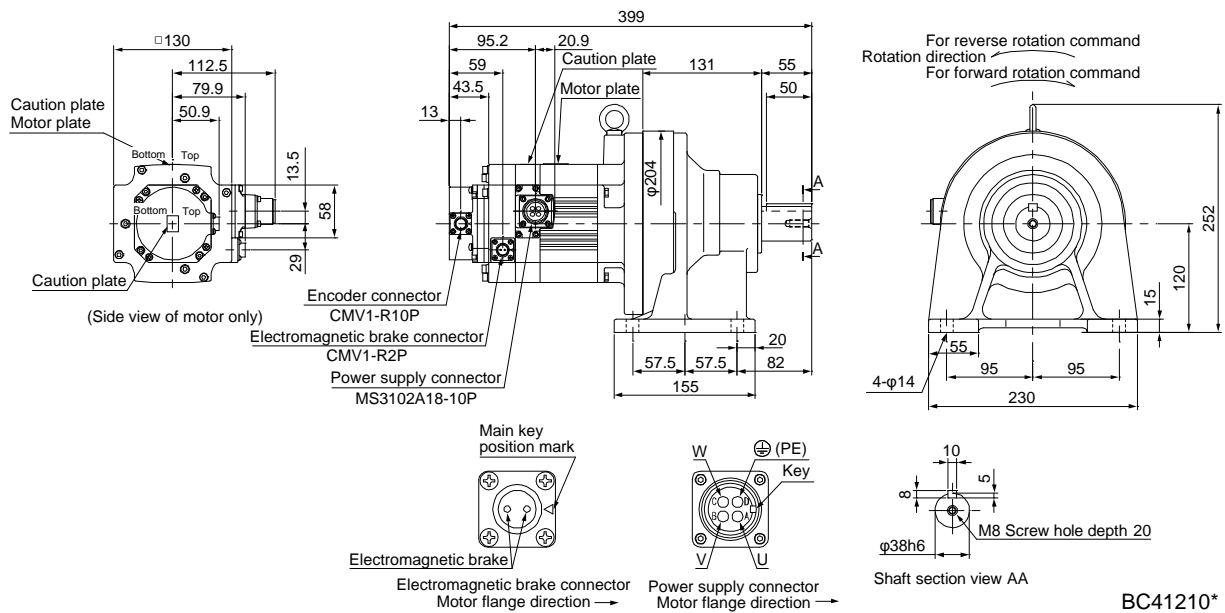 399
□130
95.2
20.9
112.5
59
Caution plate
131
55
79.9
43.5
Motor plate
50
50.9
13
Caution plate
Motor plate
Bottom
Top
13.5
58
29
Bottom
Top
φ204
A
A
Caution plate
(Side view of motor only)
Encoder connector
CMV1-R10P
Electromagnetic brake connector
CMV1-R2P
Power supply connector
MS3102A18-10P
20
57.5
57.5
82
155
For reverse rotation command
Rotation direction
For forward rotation command
252
120
15
55
95
95
4-φ14
230
Main key
position mark
Electromagnetic brake
Electromagnetic brake connector
Motor flange direction
W
(PE)
Key
C
D
B
A
V
U
Power supply connector
Motor flange direction
10
5
8
M8 Screw hole depth 20
φ38h6
Shaft section view AA
BC41210*